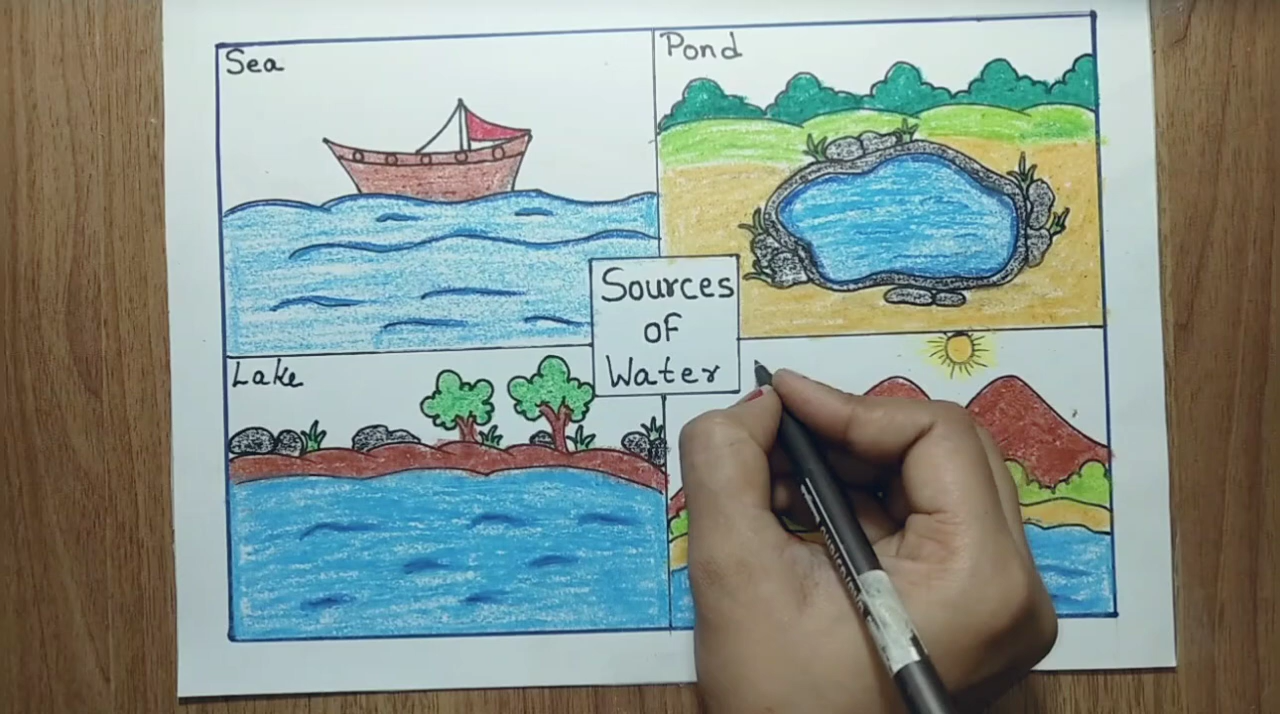 Sea
Pond
Sources
of
Water
Lake